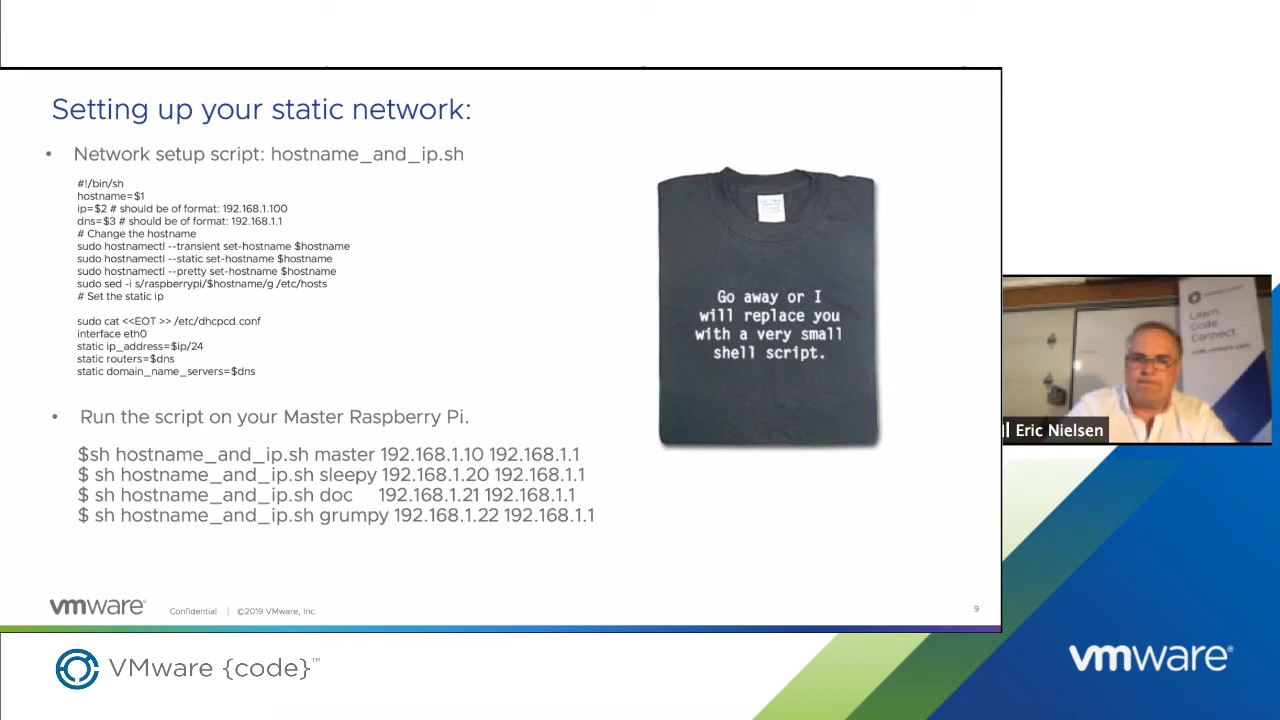 Setting up your static network:
• Network setup script: hostname_and_ip.sh
#!/bin/sh
hostname=$1
ip=$2 # should be of format: 192.168.1.100
dns=$3 # should be of format: 192.168.1.1
# Change the hostname
sudo hostnamectl --transient set-hostname $hostname
sudo hostnamectl --static set-hostname $hostname
sudo hostnamectl --pretty set-hostname $hostname
sudo sed -i s/raspberrypi/$hostname/g /etc/hosts
# Set the static ip
sudo cat <<EOT >> /etc/dhcpcd.conf
interface eth0
static ip_address=$ip/24
static routers=$dns
static domain_name_servers=$dns
• Run the script on your Master Raspberry Pi.
$sh hostname_and_ip.sh master 192.168.1.10 192.168.1.1
$ sh hostname_and_ip.sh sleepy 192.168.1.20 192.168.1.1
$ sh hostname_and_ip.sh doc 192.168.1.21 192.168.1.1
$ sh hostname_and_ip.sh grumpy 192.168.1.22 192.168.1.1
Go away or I
will replace you
with a very small
shell script.
Learn.
Code.
Connect.
Eric Nielsen
vmware®
Confidential | ©2019 VMware, Inc.
9
VMware {code}™
vmware®